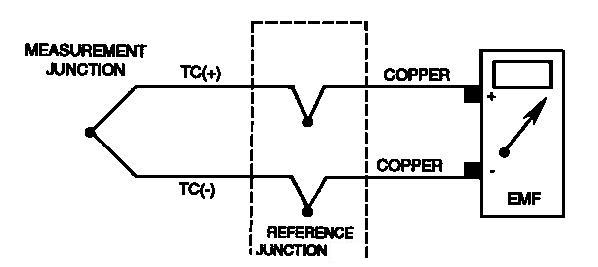 MEASUREMENT
JUNCTION
TC(+)
COPPER
+
TC(-)
COPPER
-
EMF
REFERENCE
JUNCTION